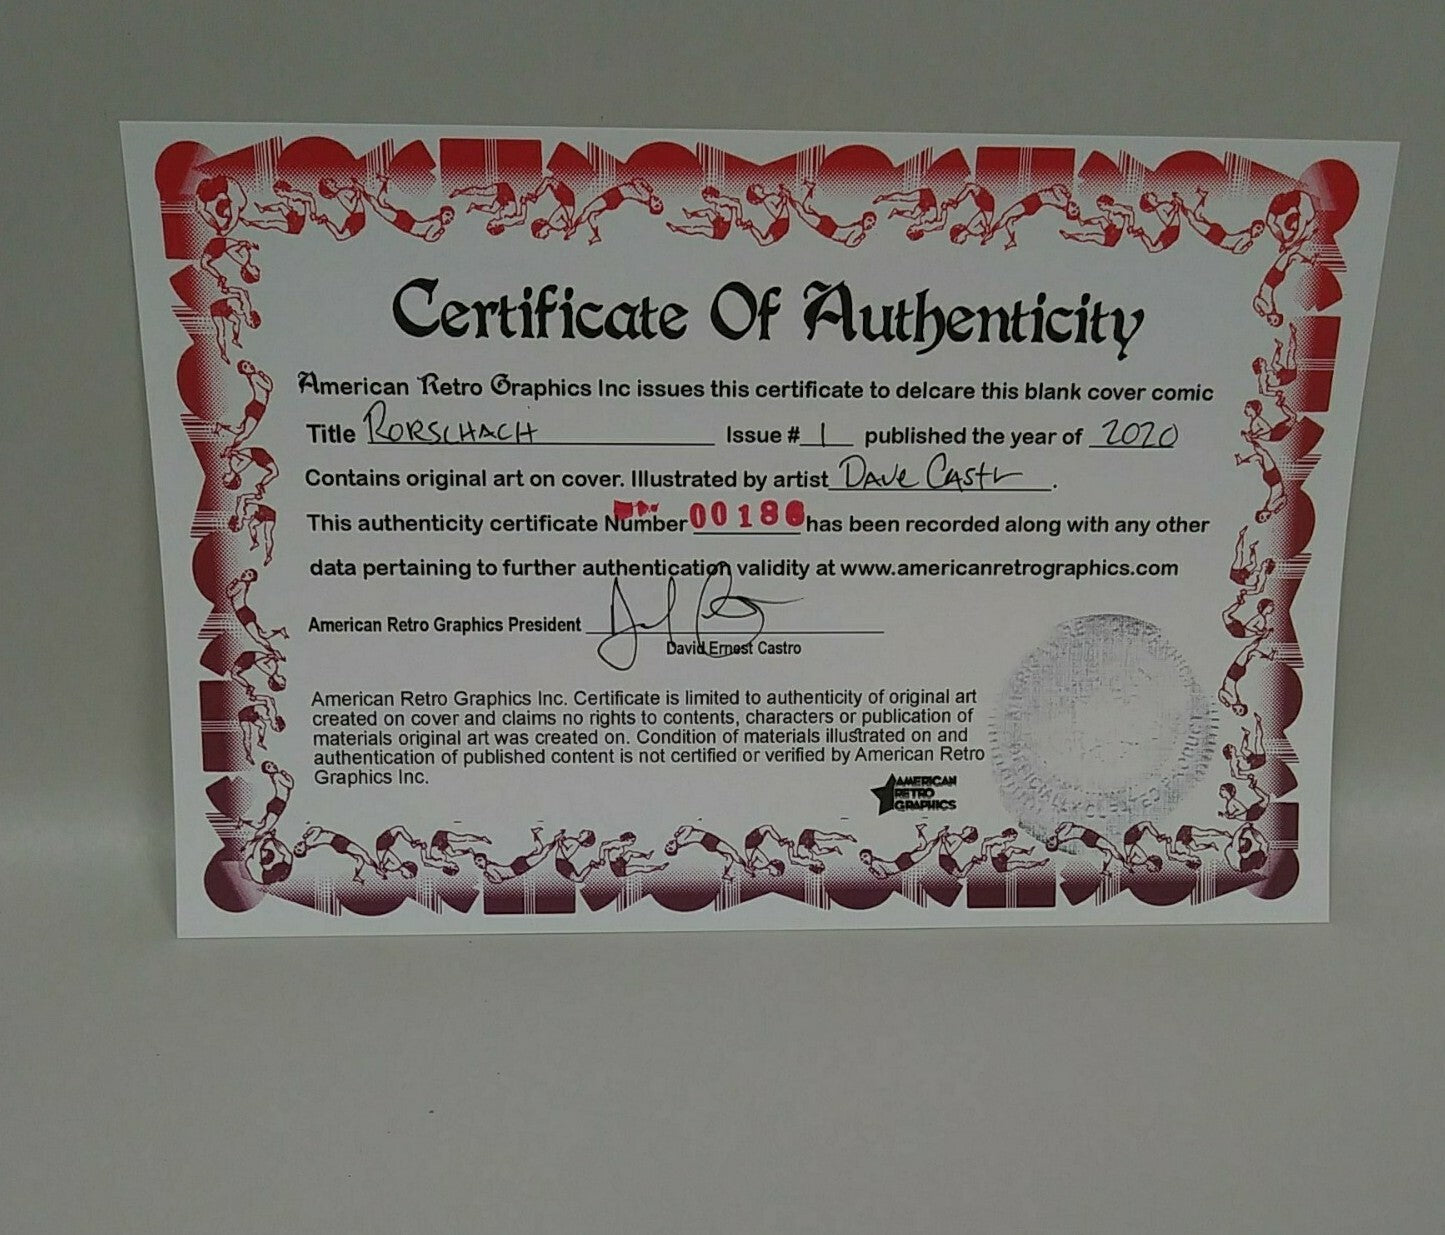 Certificate Of Authenticity
American Retro Graphics Inc issues this certificate to delcare this blank cover comic
Title RORSCHACH Issue # 1 published the year of 2020
Contains original art on cover. Illustrated by artist Dave Castr.
This authenticity certificate Number 00186 has been recorded along with any other
data pertaining to further authentication validity at www.americanretrographics.com
American Retro Graphics President
David Ernest Castro
American Retro Graphics Inc. Certificate is limited to authenticity of original art
created on cover and claims no rights to contents, characters or publication of
materials original art was created on. Condition of materials illustrated on and
authentication of published content is not certified or verified by American Retro
Graphics Inc.
AMERICAN
RETRO
GRAPHICS